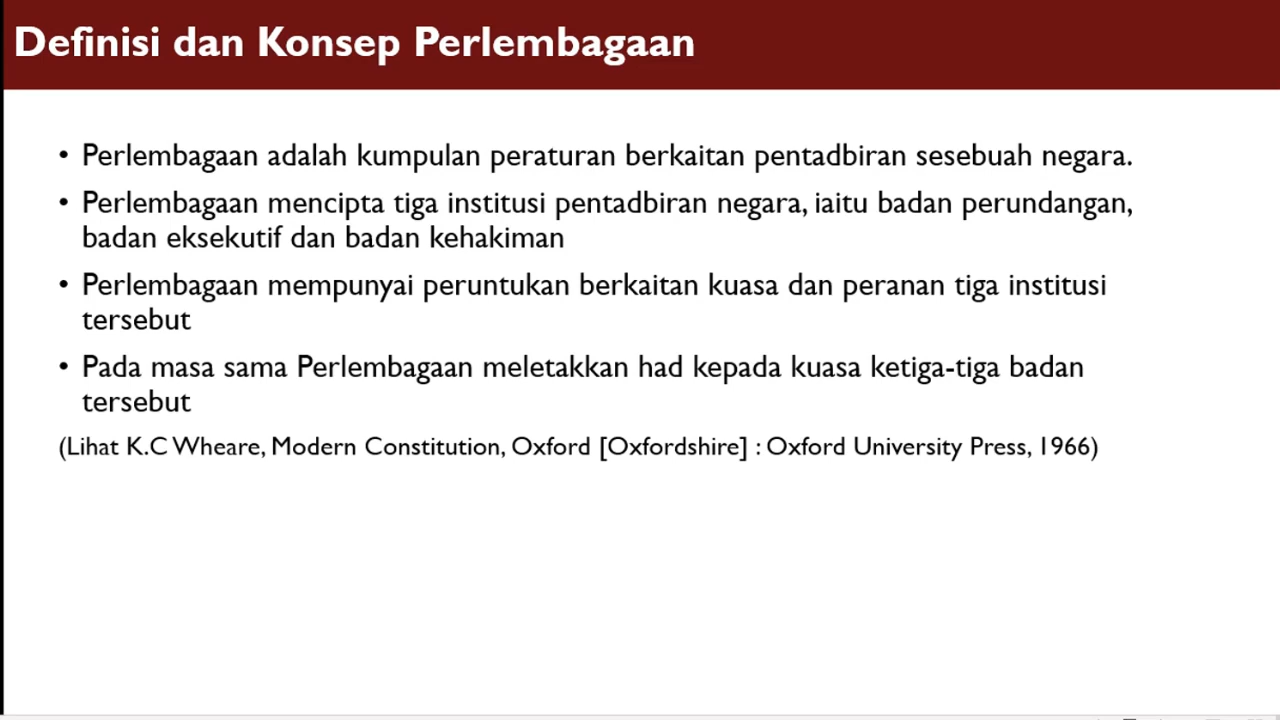 Definisi dan Konsep Perlembagaan
• Perlembagaan adalah kumpulan peraturan berkaitan pentadbiran sesebuah negara.
• Perlembagaan mencipta tiga institusi pentadbiran negara, iaitu badan perundangan,
badan eksekutif dan badan kehakiman
• Perlembagaan mempunyai peruntukan berkaitan kuasa dan peranan tiga institusi
tersebut
• Pada masa sama Perlembagaan meletakkan had kepada kuasa ketiga-tiga badan
tersebut
(Lihat K.C Wheare, Modern Constitution, Oxford [Oxfordshire] : Oxford University Press, 1966)